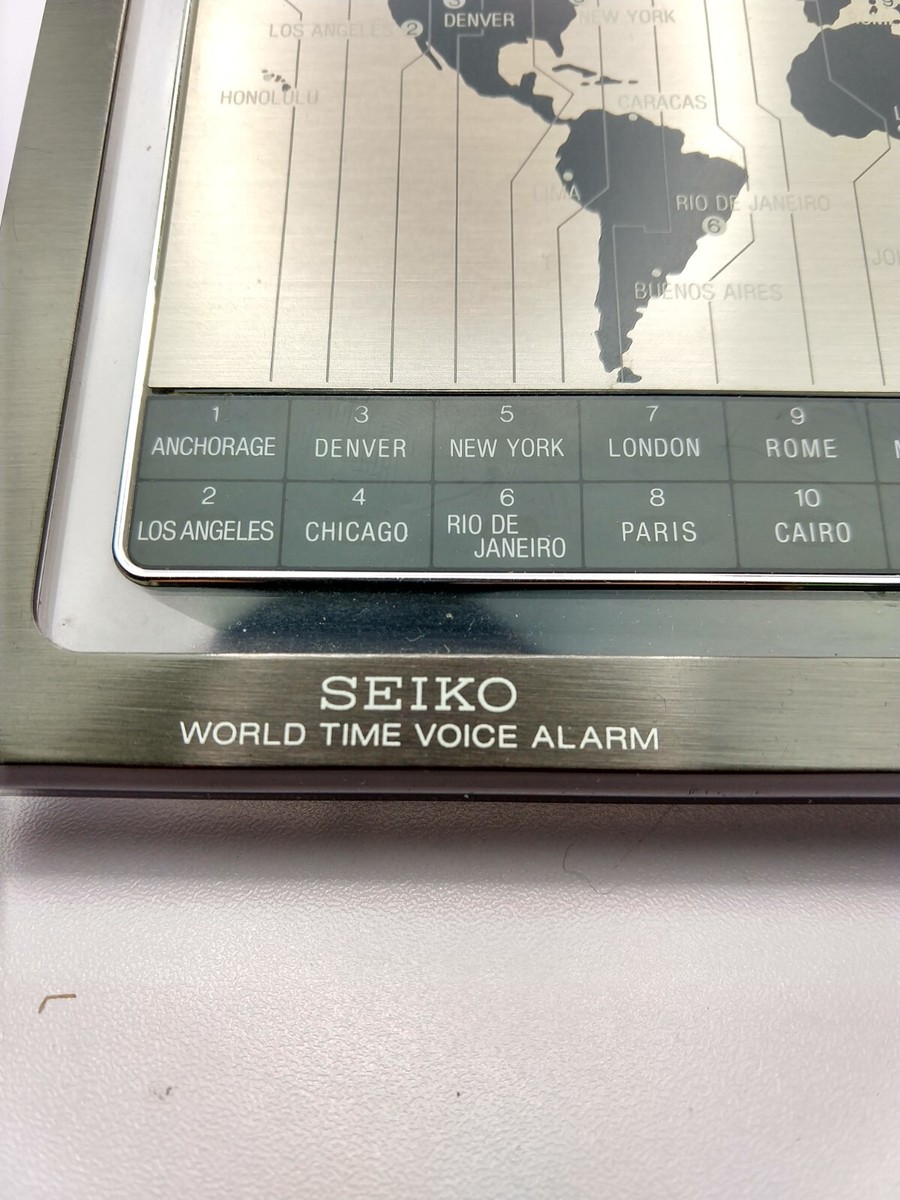 3
DENVER
NEW YORK
LOS ANGELES 2
HONOLULU
CARACAS
LIMA
RIO DE JANEIRO
6
BUENOS AIRES
1 3 5 7 9
ANCHORAGE DENVER NEW YORK LONDON ROME
2 4 6 8 10
LOS ANGELES CHICAGO RIO DE JANEIRO PARIS CAIRO
SEIKO
WORLD TIME VOICE ALARM